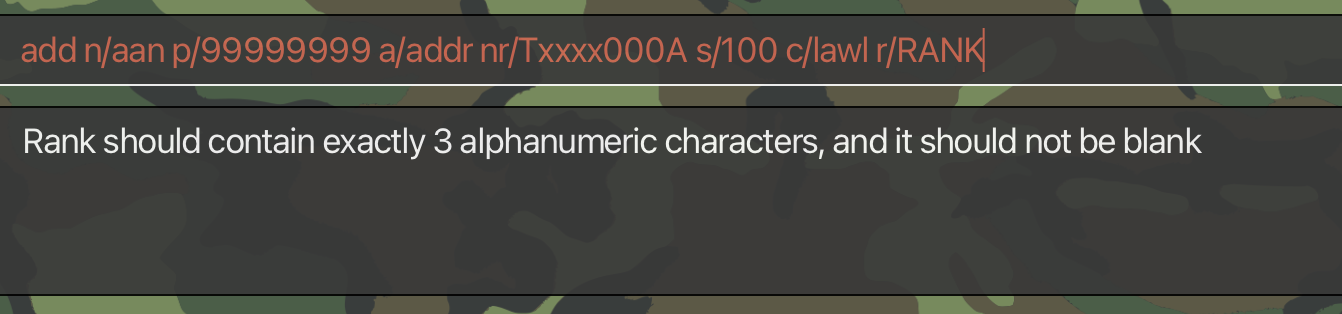 add n/aan p/99999999 a/addr nr/Txxxx000A s/100 c/lawl r/RANK
Rank should contain exactly 3 alphanumeric characters, and it should not be blank